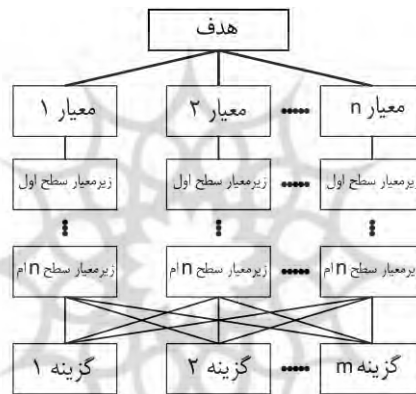 هدف
معیار ۱ معیار ۲ معیار n
زیرمعیار سطح اول زیرمعیار سطح اول زیرمعیار سطح اول
زیرمعیار سطح nام زیرمعیار سطح nام زیرمعیار سطح nام
گزینه ۱ گزینه ۲ گزینه m